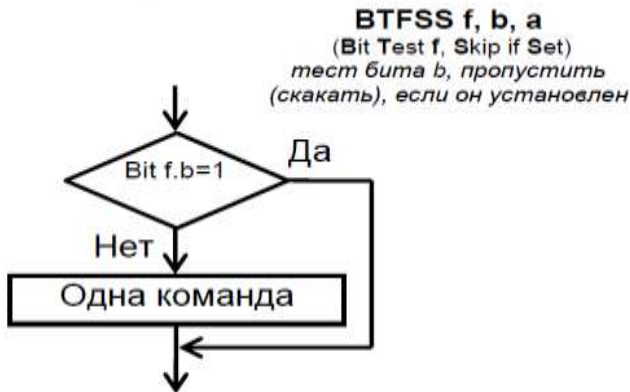 BTFSS f, b, a
(Bit Test f, Skip if Set)
тест бита b, пропустить
(скакать), если он установлен
Bit f.b=1
Да
Нет
Одна команда